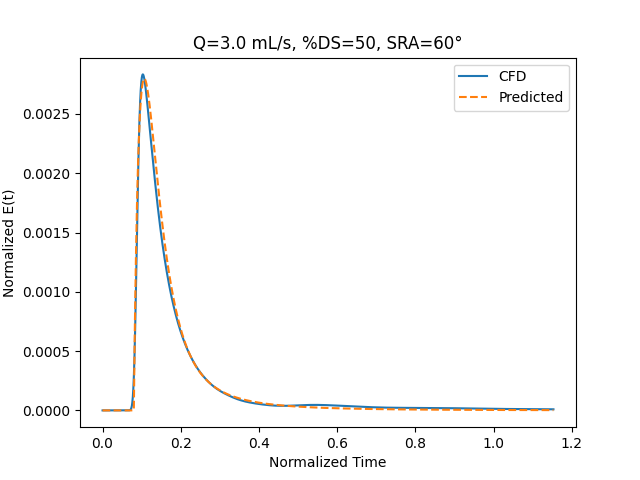 Q=3.0 mL/s, %DS=50, SRA=60°
CFD
Predicted
Normalized E(t)
0.0025
0.0020
0.0015
0.0010
0.0005
0.0000
0.0 0.2 0.4 0.6 0.8 1.0 1.2
Normalized Time